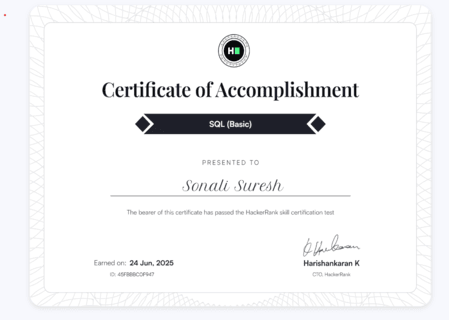 H
Certificate of Accomplishment
SQL (Basic)
PRESENTED TO
Sonali Suresh
The bearer of this certificate has passed the HackerRank skill certification test
Earned on: 24 Jun, 2025
Harishankaran K
ID:
CTO, HackerRank